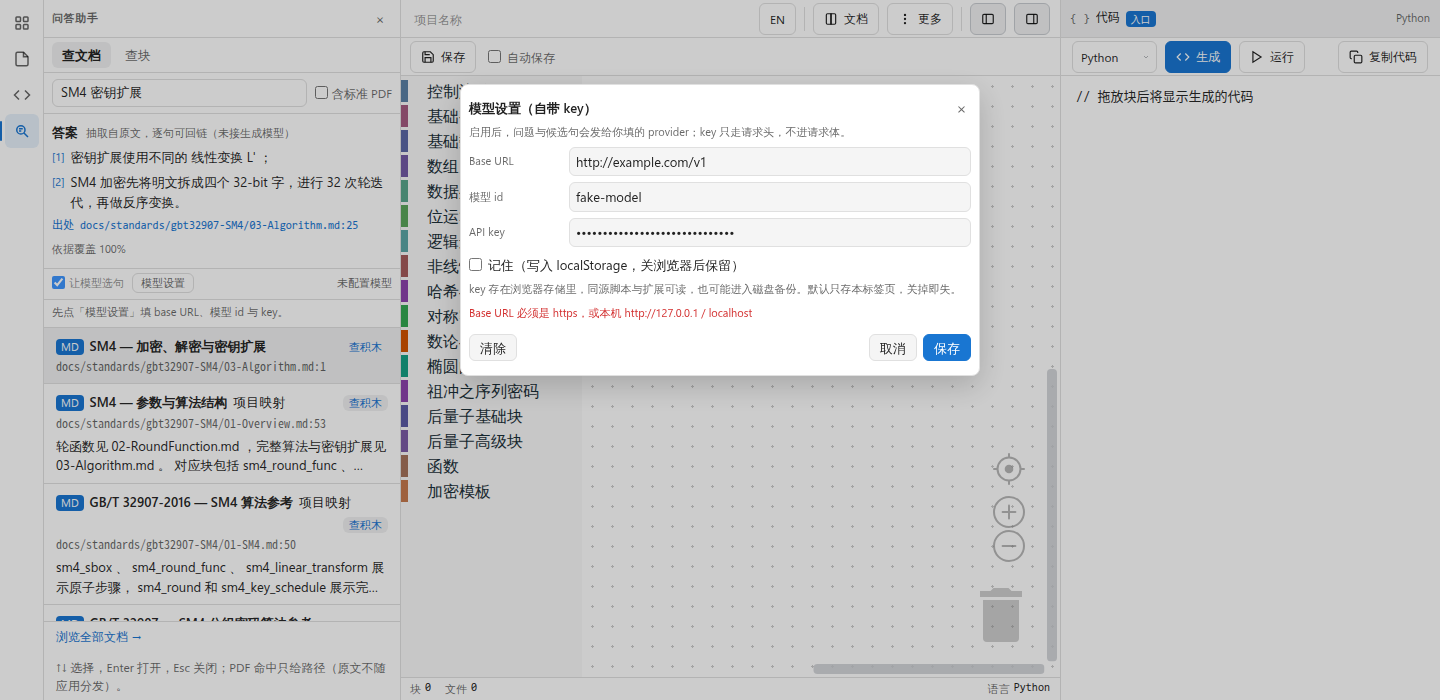 问答助手
×
查文档 查块
SM4 密钥扩展
含标准 PDF
答案 抽取自原文，逐句可回链（未接生成模型）
[1] 密钥扩展使用不同的 线性变换 L' ；
[2] SM4 加密先将明文拆成四个 32-bit 字，进行 32 次轮迭
代，再做反序变换。
出处 docs/standards/gbt32907-SM4/03-Algorithm.md:25
依据覆盖 100%
让模型选句 模型设置 未配置模型
先点「模型设置」填 base URL、模型 id 与 key。
MD SM4 — 加密、解密与密钥扩展 查积木
docs/standards/gbt32907-SM4/03-Algorithm.md:1
MD SM4 — 参数与算法结构 项目映射 查积木
docs/standards/gbt32907-SM4/01-Overview.md:53
轮函数见 02-RoundFunction.md ，完整算法与密钥扩展见
03-Algorithm.md 。 对应块包括 sm4_round_func 、…
MD GB/T 32907-2016 — SM4 算法参考 项目映射
查积木
docs/standards/gbt32907-SM4/01-SM4.md:50
sm4_sbox 、 sm4_round_func 、 sm4_linear_transform 展
示原子步骤， sm4_round 和 sm4_key_schedule 展示完…
浏览全部文档 →
↑↓ 选择，Enter 打开，Esc 关闭；PDF 命中只给路径（原文不随
应用分发）。
项目名称
EN 文档 更多
保存 自动保存
控制
基础
基础
数组
数据
位运
逻辑
非线
哈希
对称
数论
椭圆
祖冲之序列密码
后量子基础块
后量子高级块
函数
加密模板
模型设置（自带 key）
×
启用后，问题与候选句会发给你填的 provider；key 只走请求头，不进请求体。
Base URL http://example.com/v1
模型 id fake-model
API key •••••••••••••••••••••••••••••
记住（写入 localStorage，关浏览器后保留）
key 存在浏览器存储里，同源脚本与扩展可读，也可能进入磁盘备份。默认只存本标签页，关掉即失。
Base URL 必须是 https，或本机 http://127.0.0.1 / localhost
清除 取消 保存
块 0 文件 0 语言 Python
{ } 代码 入口 Python
Python 生成 运行 复制代码
// 拖放块后将显示生成的代码